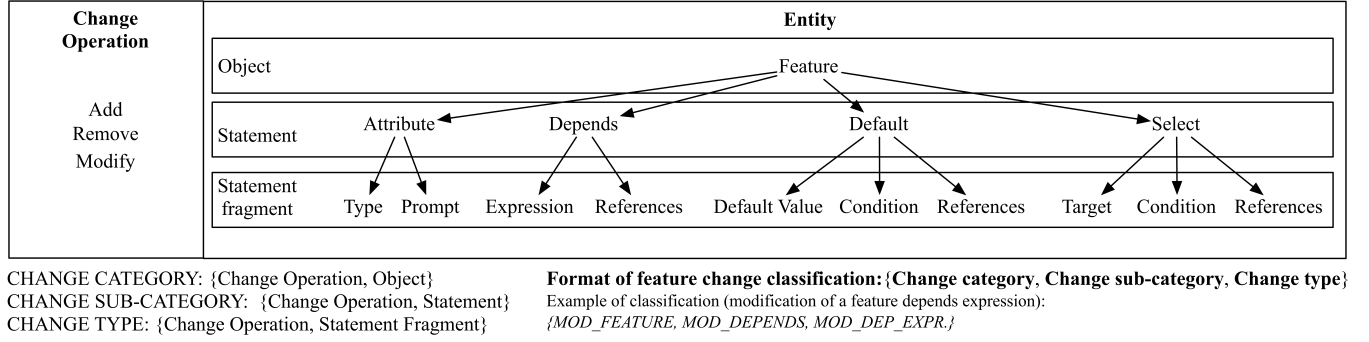 Change
Operation
Entity
Object
Feature
Add
Remove
Modify
Statement
Attribute Depends Default Select
Statement
fragment
Type Prompt Expression References Default Value Condition References Target Condition References
CHANGE CATEGORY: {Change Operation, Object}
CHANGE SUB-CATEGORY: {Change Operation, Statement}
CHANGE TYPE: {Change Operation, Statement Fragment}
Format of feature change classification:{Change category, Change sub-category, Change type}
Example of classification (modification of a feature depends expression):
{MOD_FEATURE, MOD_DEPENDS, MOD_DEP_EXPR.}